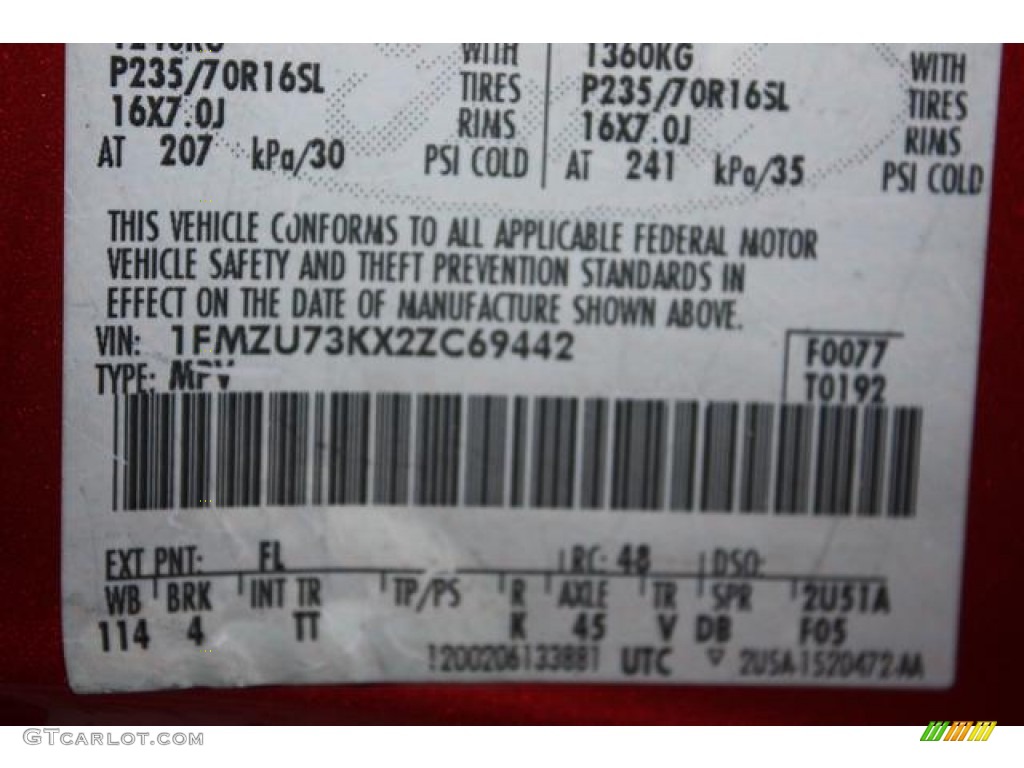 1240KG WITH 1360KG WITH
P235/70R16SL TIRES P235/70R16SL TIRES
16X7.0J RIMS 16X7.0J RIMS
AT 207 kPa/30 PSI COLD AT 241 kPa/35 PSI COLD
THIS VEHICLE CONFORMS TO ALL APPLICABLE FEDERAL MOTOR
VEHICLE SAFETY AND THEFT PREVENTION STANDARDS IN
EFFECT ON THE DATE OF MANUFACTURE SHOWN ABOVE.
VIN: 1FMZU73KX2ZC69442 F0077
TYPE: MPV T0192
EXT PNT: FL RC: 48 DSO:
WB BRK INT TR TP/PS R AXLE TR SPR 2U51A
114 4 TT K 45 V DB F05
1200206133881 UTC ▽ 2U5A1520472AA
GTCARLOT.COM